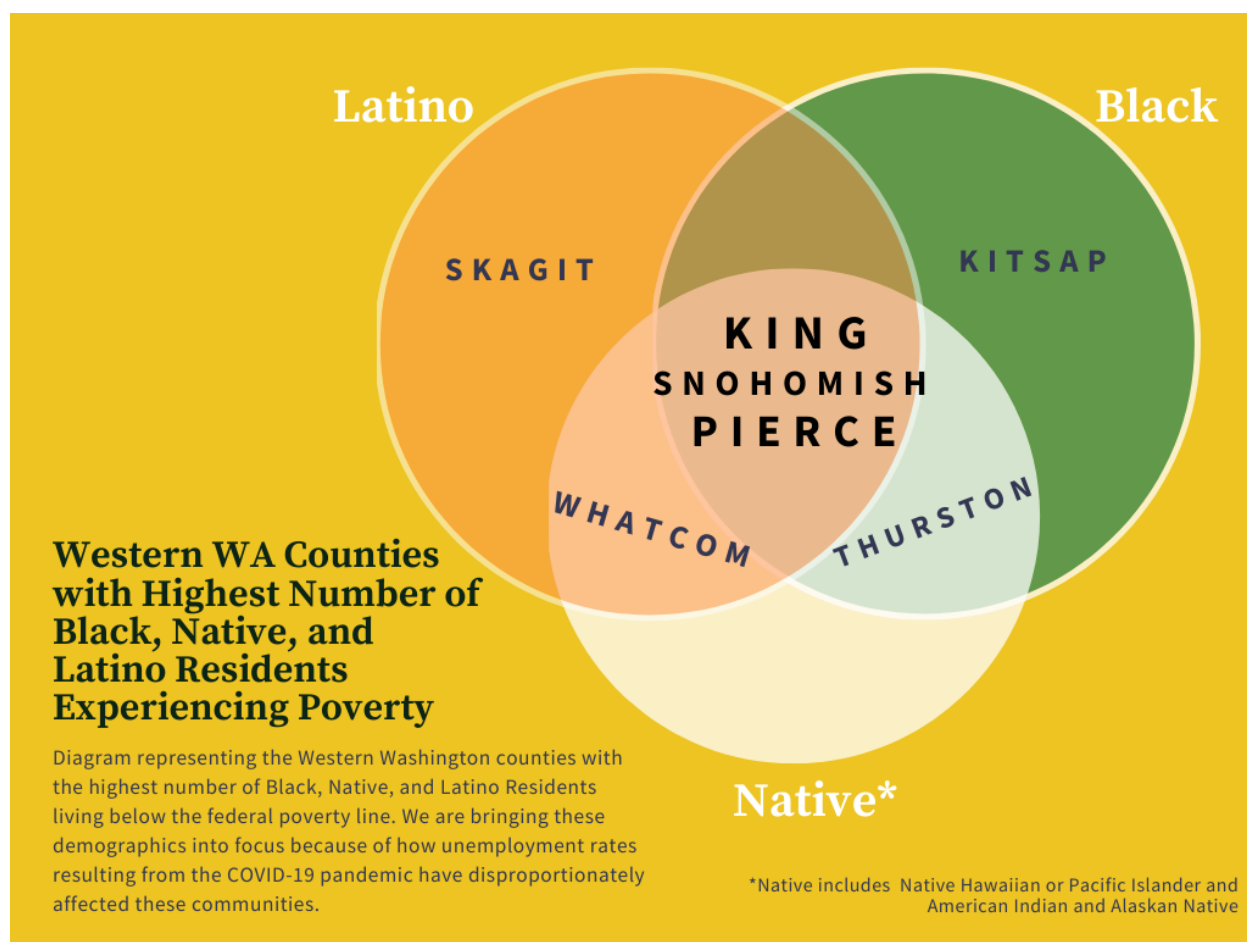 Latino
Black
SKAGIT
KITSAP
KING
SNOHOMISH
PIERCE
WHATCOM
THURSTON
Western WA Counties
with Highest Number of
Black, Native, and
Latino Residents
Experiencing Poverty
Diagram representing the Western Washington counties with
the highest number of Black, Native, and Latino Residents
living below the federal poverty line. We are bringing these
demographics into focus because of how unemployment rates
resulting from the COVID-19 pandemic have disproportionately
affected these communities.
Native*
*Native includes Native Hawaiian or Pacific Islander and
American Indian and Alaskan Native